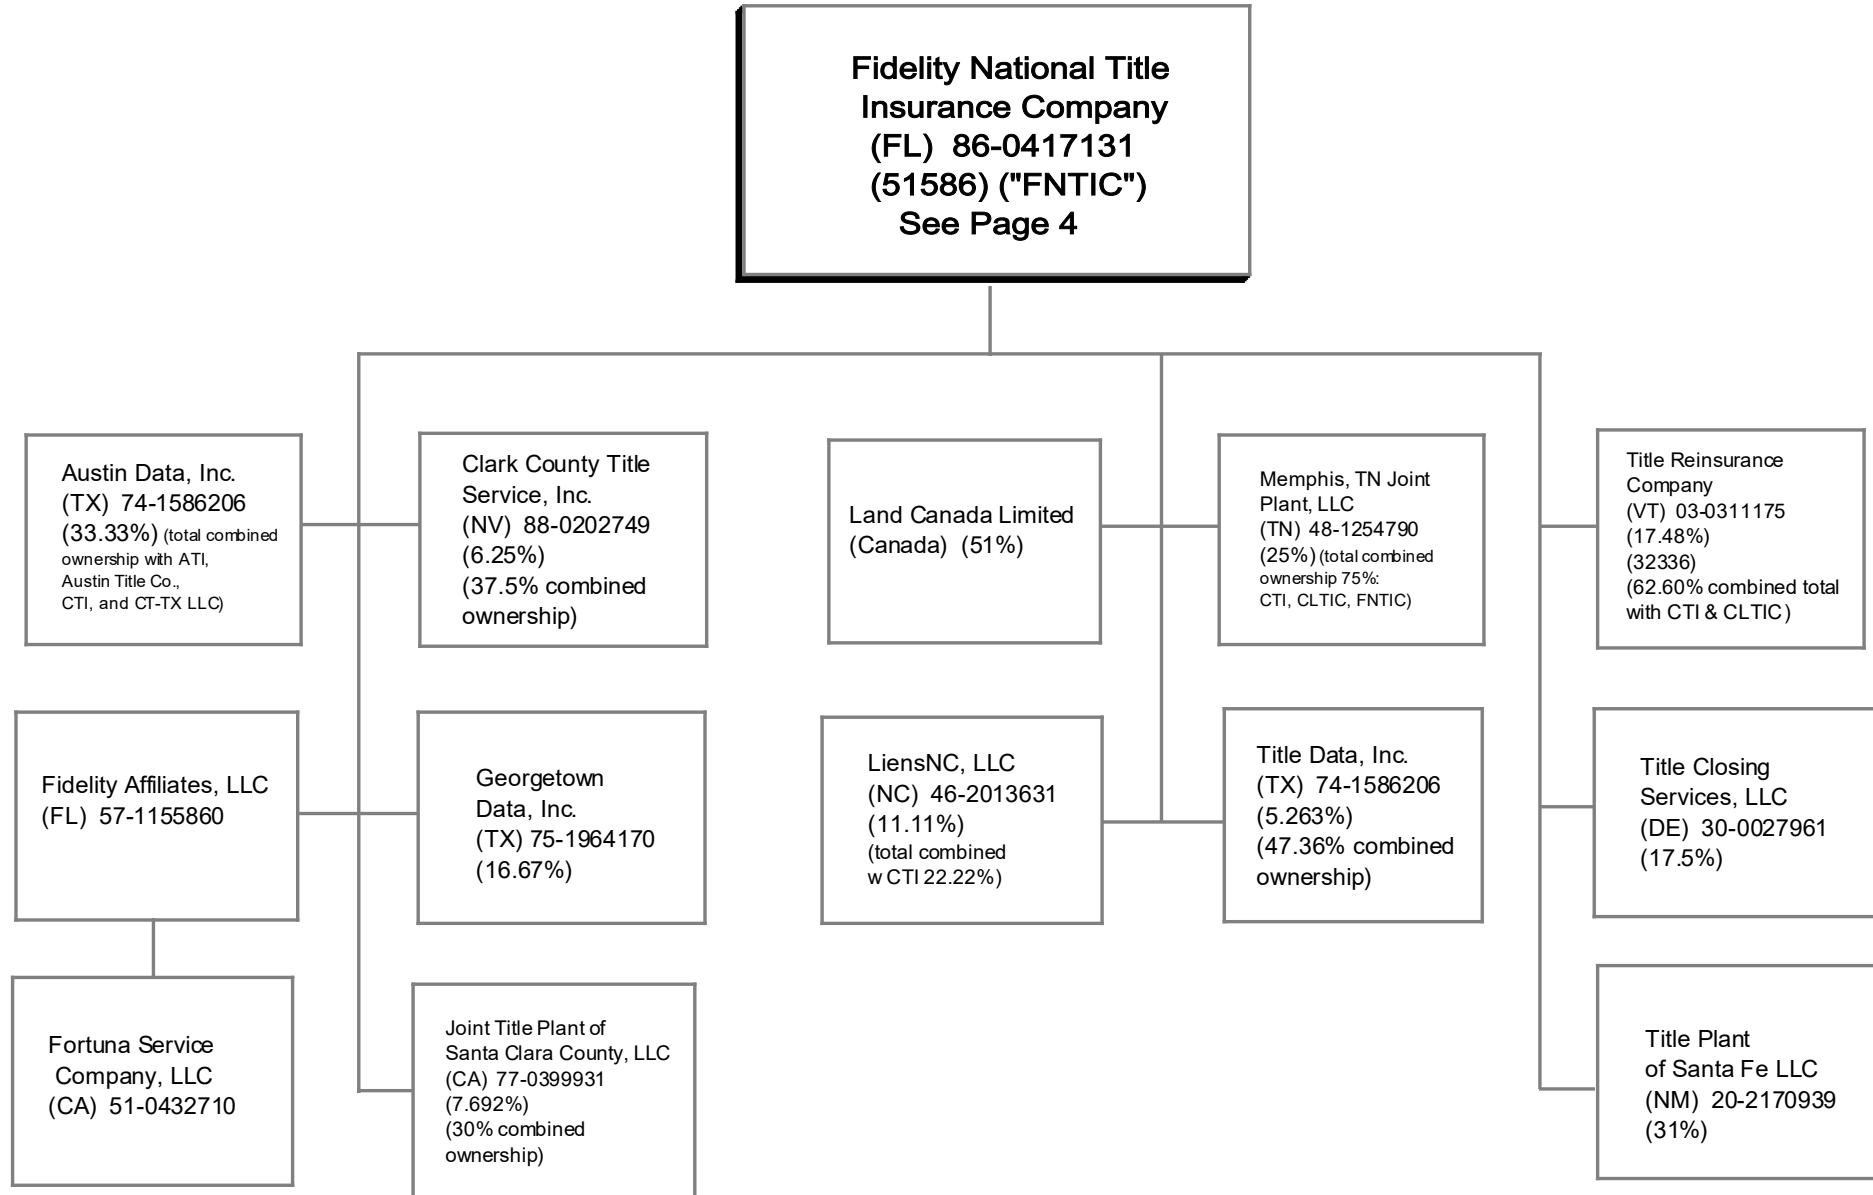 Fidelity National Title
Insurance Company
(FL) 86-0417131
(51586) ("FNTIC")
See Page 4
Austin Data, Inc.
(TX) 74-1586206
(33.33%) (total combined
ownership with ATI,
Austin Title Co.,
CTI, and CT-TX LLC)
Clark County Title
Service, Inc.
(NV) 88-0202749
(6.25%)
(37.5% combined
ownership)
Land Canada Limited
(Canada) (51%)
Memphis, TN Joint
Plant, LLC
(TN) 48-1254790
(25%) (total combined
ownership 75%:
CTI, CLTIC, FNTIC)
Title Reinsurance
Company
(VT) 03-0311175
(17.48%)
(32336)
(62.60% combined total
with CTI & CLTIC)
Fidelity Affiliates, LLC
(FL) 57-1155860
Georgetown
Data, Inc.
(TX) 75-1964170
(16.67%)
LiensNC, LLC
(NC) 46-2013631
(11.11%)
(total combined
w CTI 22.22%)
Title Data, Inc.
(TX) 74-1586206
(5.263%)
(47.36% combined
ownership)
Title Closing
Services, LLC
(DE) 30-0027961
(17.5%)
Fortuna Service
Company, LLC
(CA) 51-0432710
Joint Title Plant of
Santa Clara County, LLC
(CA) 77-0399931
(7.692%)
(30% combined
ownership)
Title Plant
of Santa Fe LLC
(NM) 20-2170939
(31%)